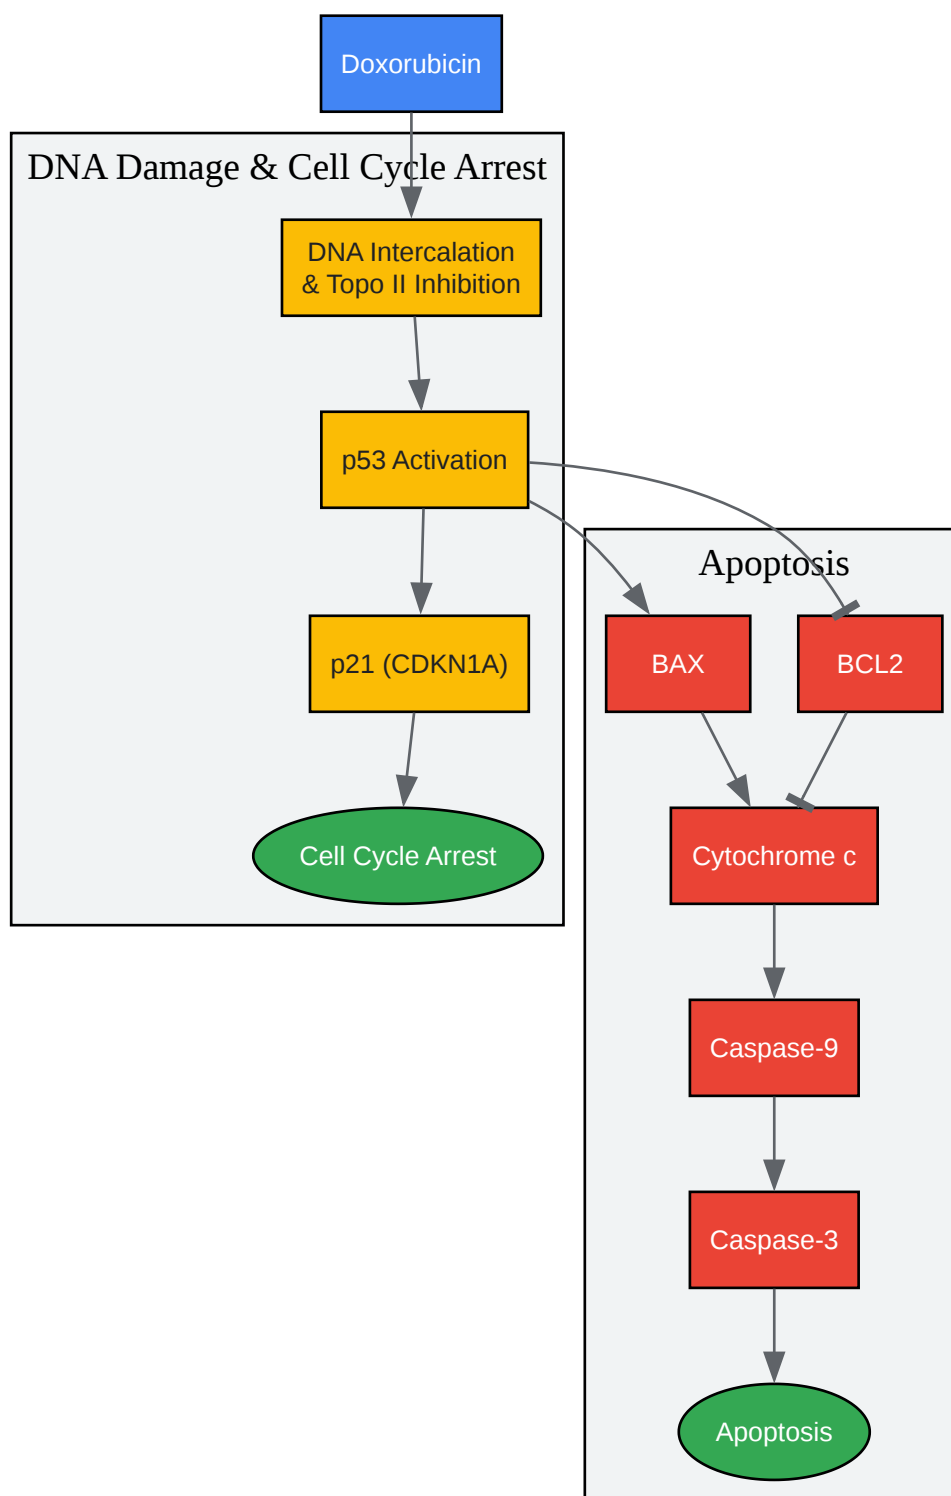 Doxorubicin
DNA Damage & Cell Cycle Arrest
DNA Intercalation
& Topo II Inhibition
p53 Activation
p21 (CDKN1A)
Cell Cycle Arrest
Apoptosis
BAX
BCL2
Cytochrome c
Caspase-9
Caspase-3
Apoptosis